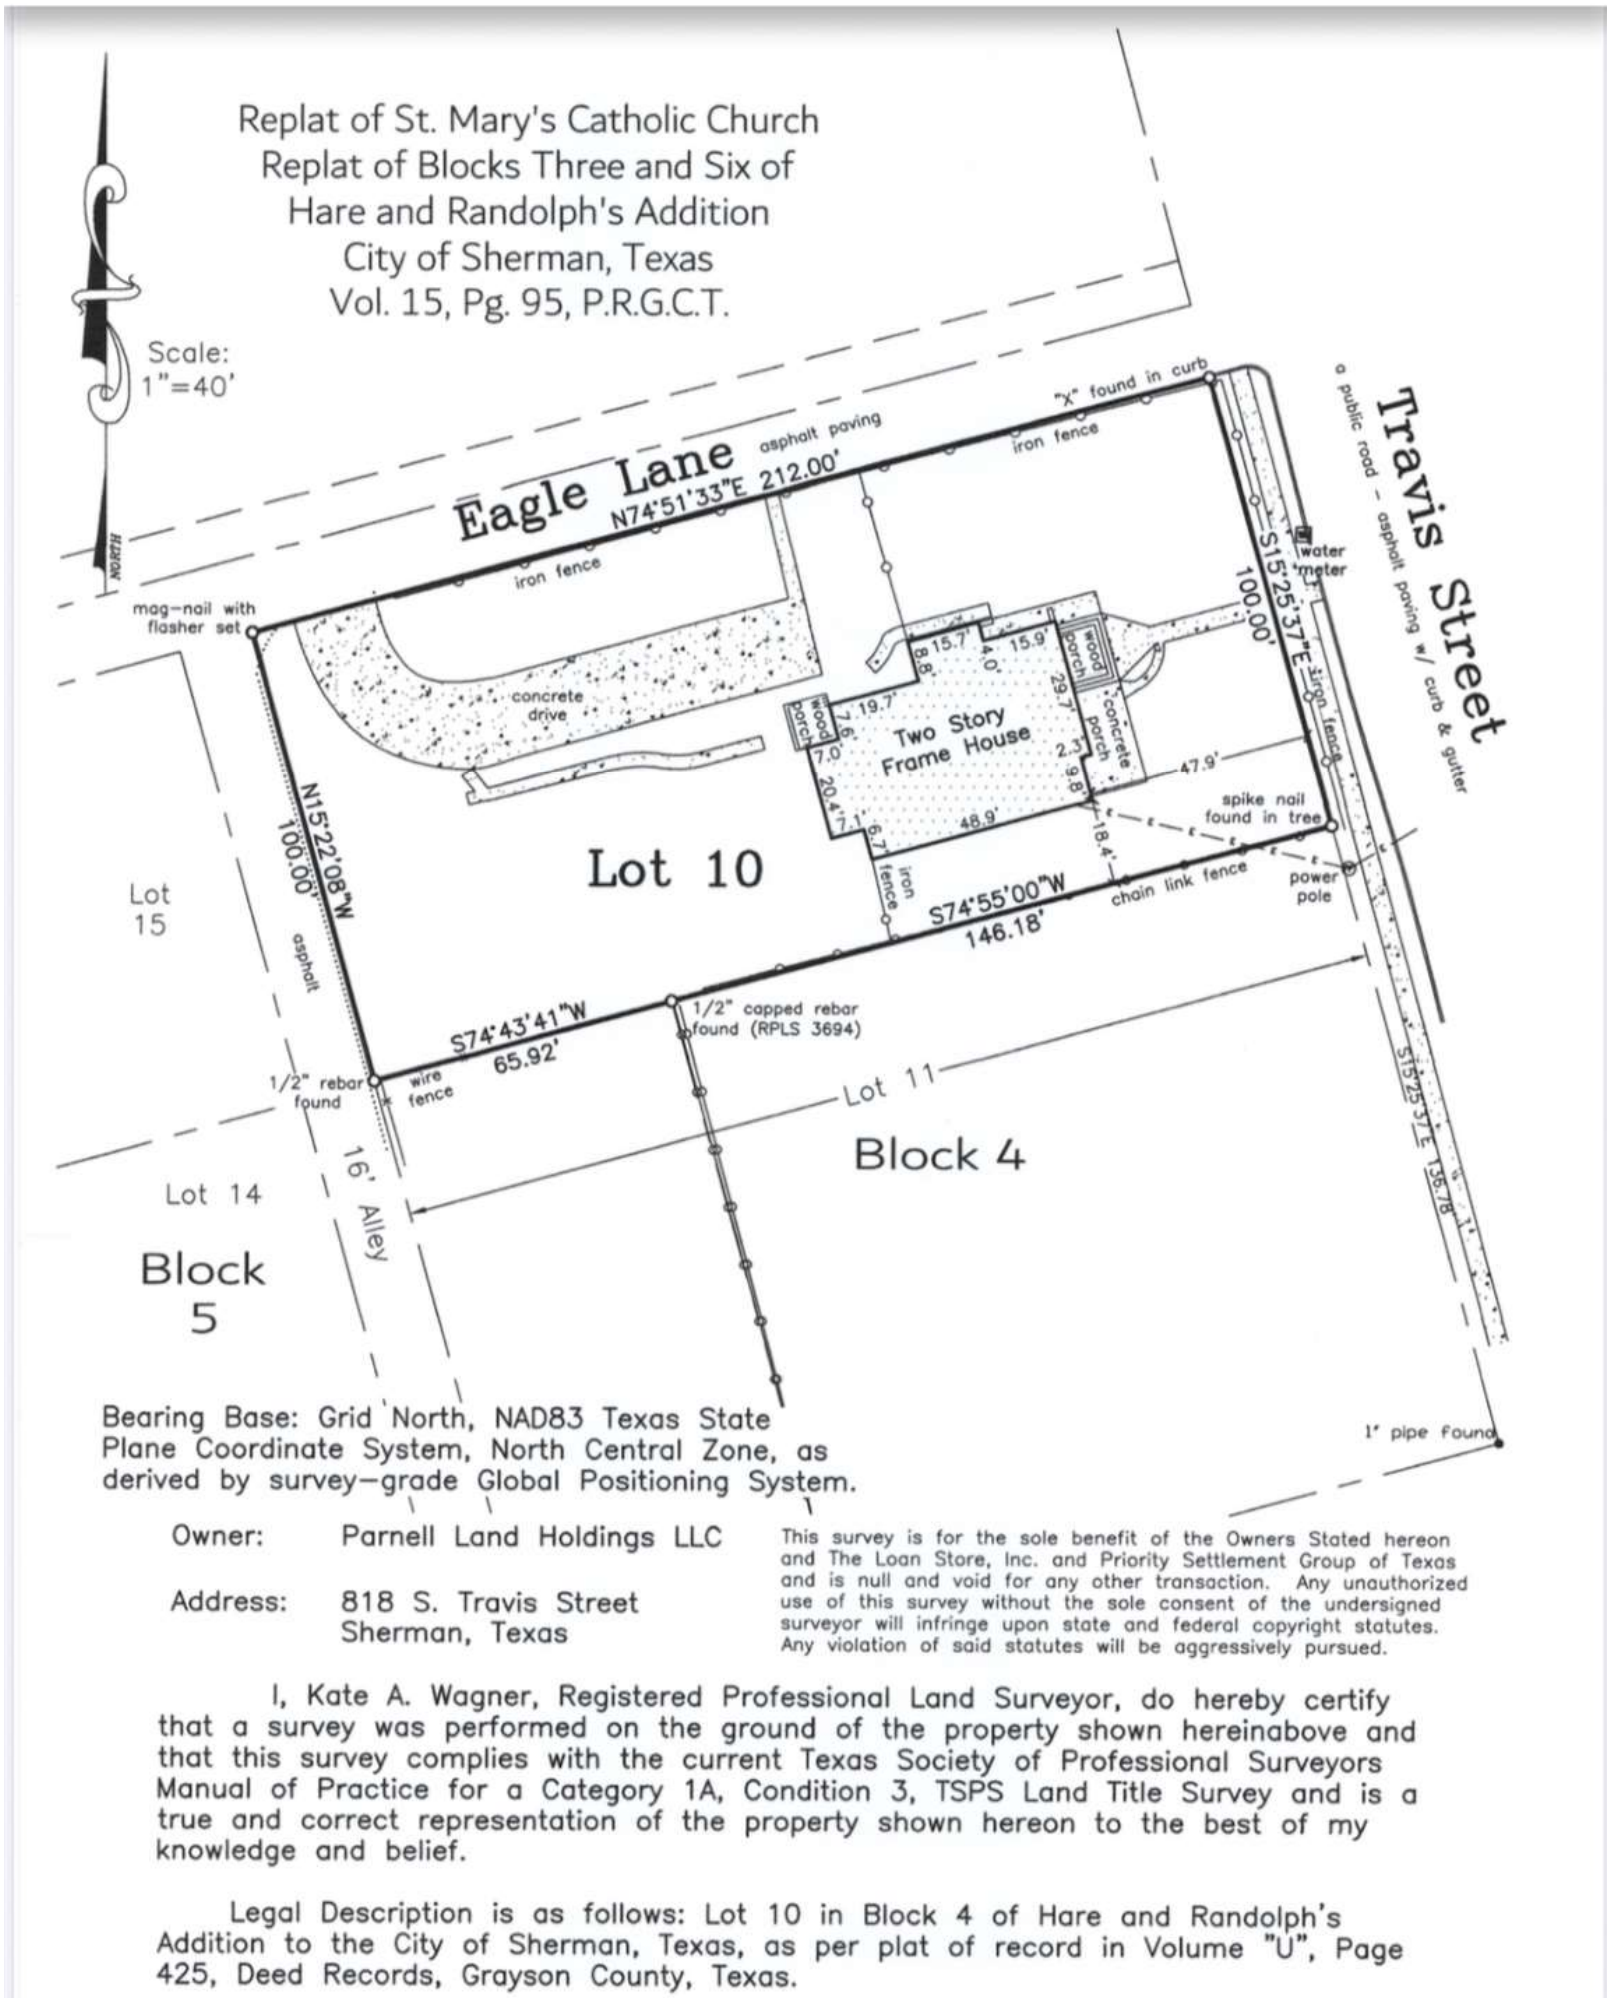 Replat of St. Mary's Catholic Church
Replat of Blocks Three and Six of
Hare and Randolph's Addition
City of Sherman, Texas
Vol. 15, Pg. 95, P.R.G.C.T.
Scale:
1"=40'
NORTH
Travis Street
a public road - asphalt paving w/ curb & gutter
"X" found in curb
iron fence
Eagle Lane
asphalt paving
N74°51'33"E 212.00'
iron fence
mag-nail with
flasher set
water
meter
S15°25'37"E
100.00'
iron fence
concrete
drive
wood
porch
15.7'
4.0'
15.9'
8.8'
wood
porch
29.7'
19.7'
7.6'
7.0'
Two Story
Frame House
concrete
porch
2.3'
9.8'
47.9'
20.4'
7.1'
6.7'
48.9'
18.4'
spike nail
found in tree
E
E
E
E
E
E
power
pole
chain link fence
iron
fence
N15°22'08"W
100.00'
asphalt
Lot 10
Lot
15
S74°55'00"W
146.18'
S74°43'41"W
65.92'
1/2" capped rebar
found (RPLS 3694)
1/2" rebar
found
wire
fence
Lot 11
Block 4
S15°25'37"E 136.78'
16' Alley
Lot 14
Block
5
1" pipe found
Bearing Base: Grid North, NAD83 Texas State
Plane Coordinate System, North Central Zone, as
derived by survey-grade Global Positioning System.
Owner: Parnell Land Holdings LLC
Address: 818 S. Travis Street
Sherman, Texas
This survey is for the sole benefit of the Owners Stated hereon
and The Loan Store, Inc. and Priority Settlement Group of Texas
and is null and void for any other transaction. Any unauthorized
use of this survey without the sole consent of the undersigned
surveyor will infringe upon state and federal copyright statutes.
Any violation of said statutes will be aggressively pursued.
I, Kate A. Wagner, Registered Professional Land Surveyor, do hereby certify
that a survey was performed on the ground of the property shown hereinabove and
that this survey complies with the current Texas Society of Professional Surveyors
Manual of Practice for a Category 1A, Condition 3, TSPS Land Title Survey and is a
true and correct representation of the property shown hereon to the best of my
knowledge and belief.
Legal Description is as follows: Lot 10 in Block 4 of Hare and Randolph's
Addition to the City of Sherman, Texas, as per plat of record in Volume "U", Page
425, Deed Records, Grayson County, Texas.